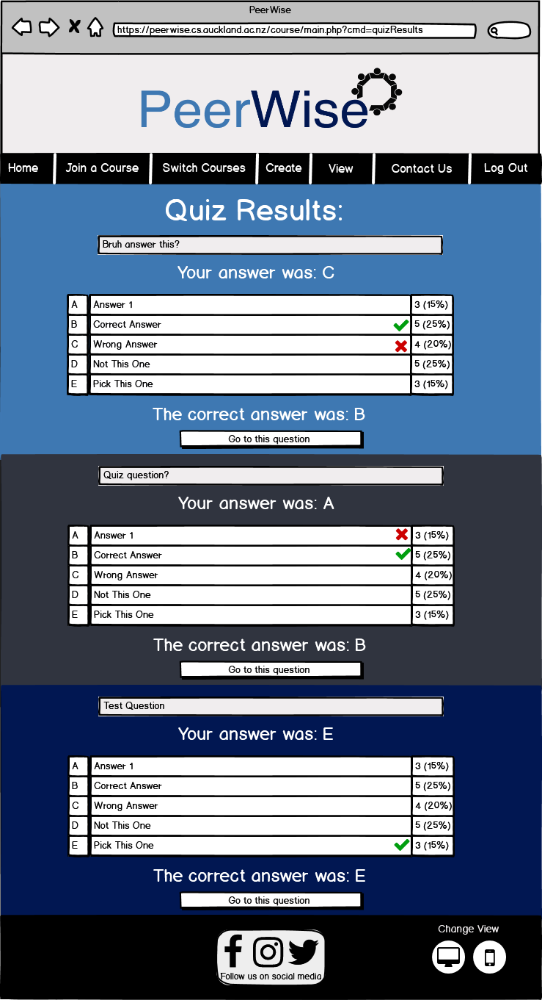 PeerWise
https://peerwise.cs.auckland.ac.nz/course/main.php?cmd=quizResults
PeerWise
Home Join a Course Switch Courses Create View Contact Us Log Out
Quiz Results:
Bruh answer this?
Your answer was: C
A Answer 1 3 (15%)
B Correct Answer 5 (25%)
C Wrong Answer 4 (20%)
D Not This One 5 (25%)
E Pick This One 3 (15%)
The correct answer was: B
Go to this question
Quiz question?
Your answer was: A
A Answer 1 3 (15%)
B Correct Answer 5 (25%)
C Wrong Answer 4 (20%)
D Not This One 5 (25%)
E Pick This One 3 (15%)
The correct answer was: B
Go to this question
Test Question
Your answer was: E
A Answer 1 3 (15%)
B Correct Answer 5 (25%)
C Wrong Answer 4 (20%)
D Not This One 5 (25%)
E Pick This One 3 (15%)
The correct answer was: E
Go to this question
Change View
Follow us on social media